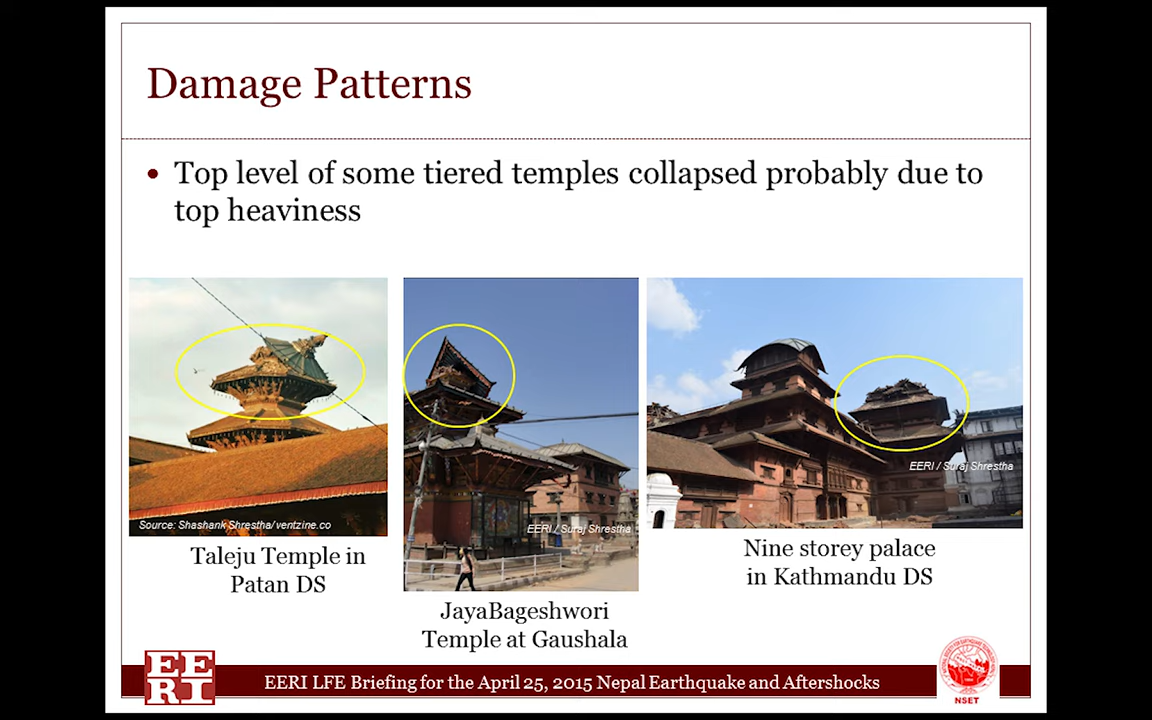 Damage Patterns
• Top level of some tiered temples collapsed probably due to
top heaviness
Source: Shashank Shrestha/ventzine.co
EERI / Suraj Shrestha
EERI / Suraj Shrestha
Taleju Temple in
Patan DS
JayaBageshwori
Temple at Gaushala
Nine storey palace
in Kathmandu DS
EE
RI
EERI LFE Briefing for the April 25, 2015 Nepal Earthquake and Aftershocks
NSET